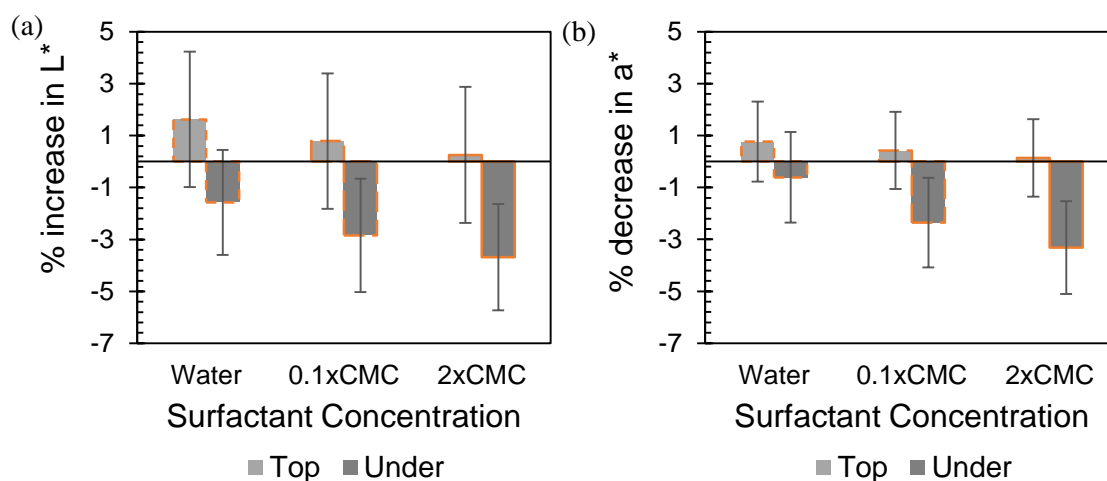 (a)
% increase in L*
5
3
1
-1
-3
-5
-7
Water 0.1xCMC 2xCMC
Surfactant Concentration
Top Under
(b)
% decrease in a*
5
3
1
-1
-3
-5
-7
Water 0.1xCMC 2xCMC
Surfactant Concentration
Top Under